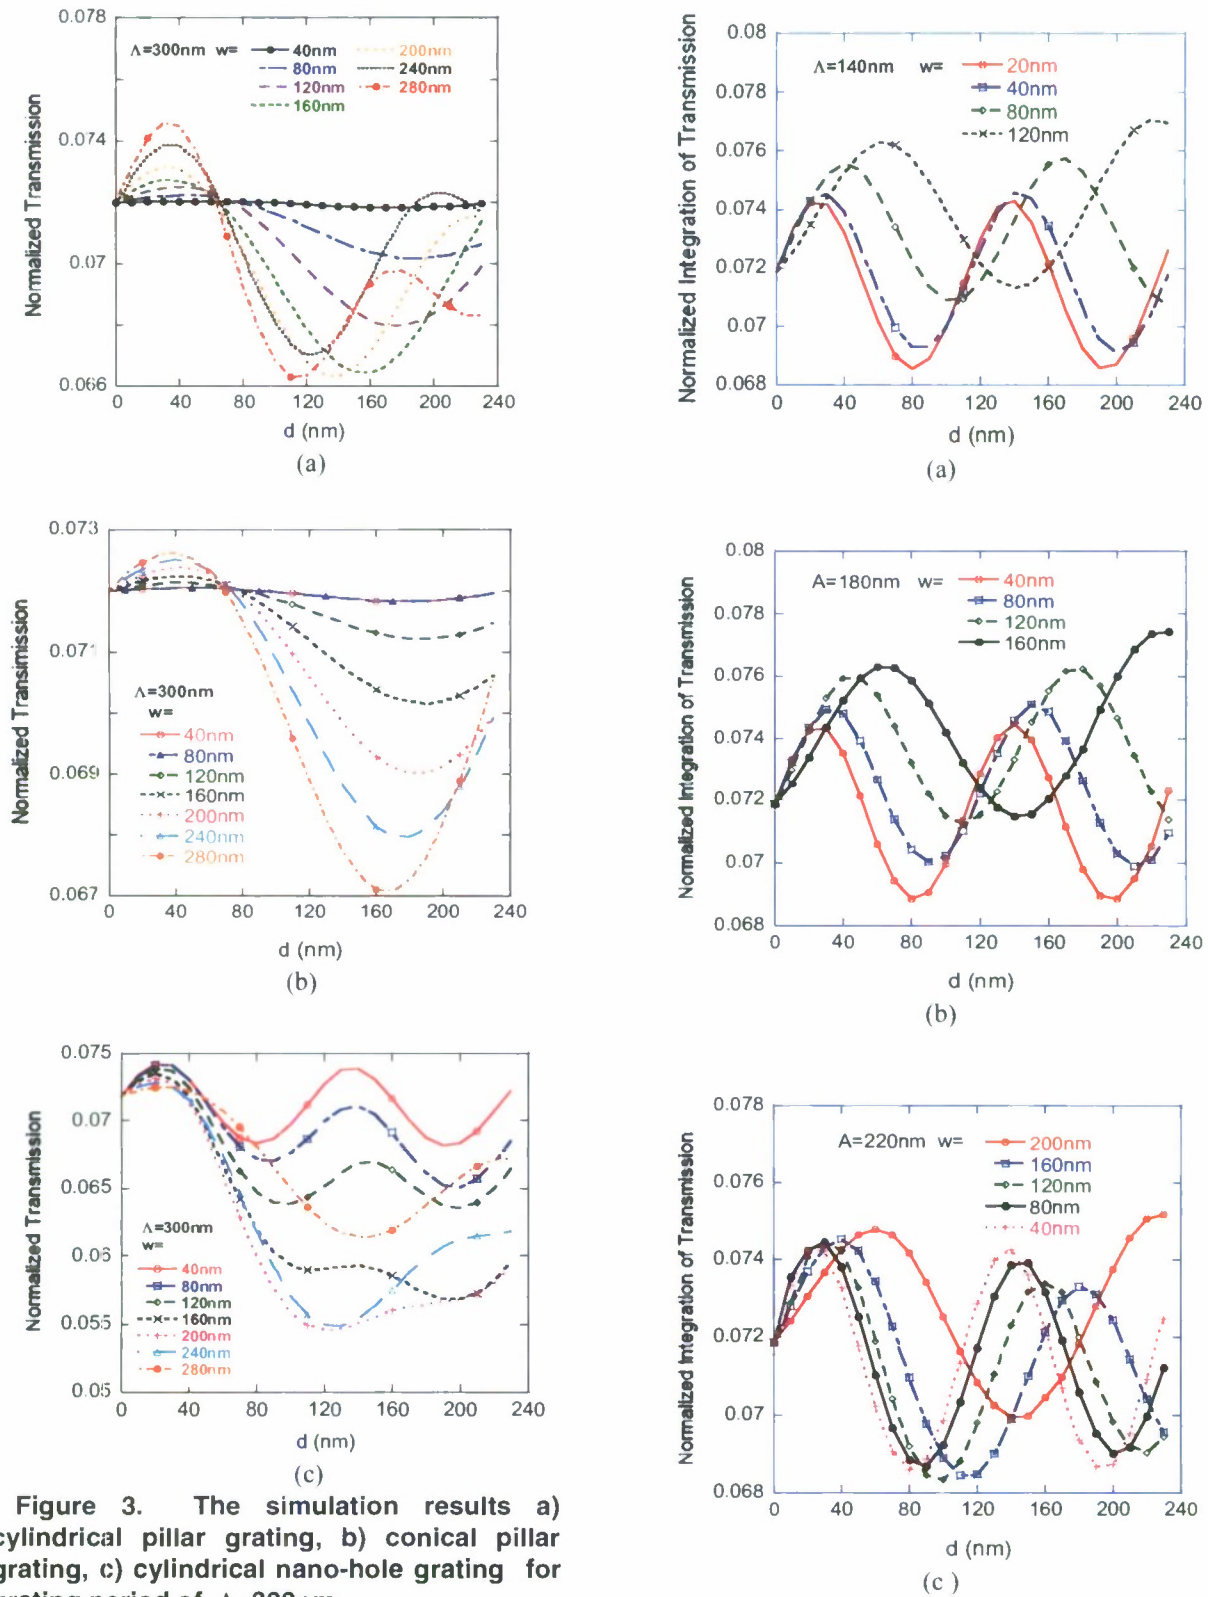 0.078
Λ=300nm w=
40nm
80nm
120nm
160nm
200nm
240nm
280nm
0.074
0.07
0.066
Normalized Transmission
0 40 80 120 160 200 240
d (nm)
(a)
0.073
0.071
0.069
0.067
Normalized Transimission
Λ=300nm
w=
40nm
80nm
120nm
160nm
200nm
240nm
280nm
0 40 80 120 160 200 240
d (nm)
(b)
0.075
0.07
0.065
0.06
0.055
0.05
Normalized Transmission
Λ=300nm
w=
40nm
80nm
120nm
160nm
200nm
240nm
280nm
0 40 80 120 160 200 240
d (nm)
(c)
Figure 3. The simulation results a)
cylindrical pillar grating, b) conical pillar
grating, c) cylindrical nano-hole grating for
0.08
0.078
0.076
0.074
0.072
0.07
0.068
Normalized Integration of Transmission
Λ=140nm w=
20nm
40nm
80nm
120nm
0 40 80 120 160 200 240
d (nm)
(a)
0.08
0.078
0.076
0.074
0.072
0.07
0.068
Normalized Integration of Transmission
A=180nm w=
40nm
80nm
120nm
160nm
0 40 80 120 160 200 240
d (nm)
(b)
0.078
0.076
0.074
0.072
0.07
0.068
Normalized Integration of Transmission
A=220nm w=
200nm
160nm
120nm
80nm
40nm
0 40 80 120 160 200 240
d (nm)
(c)